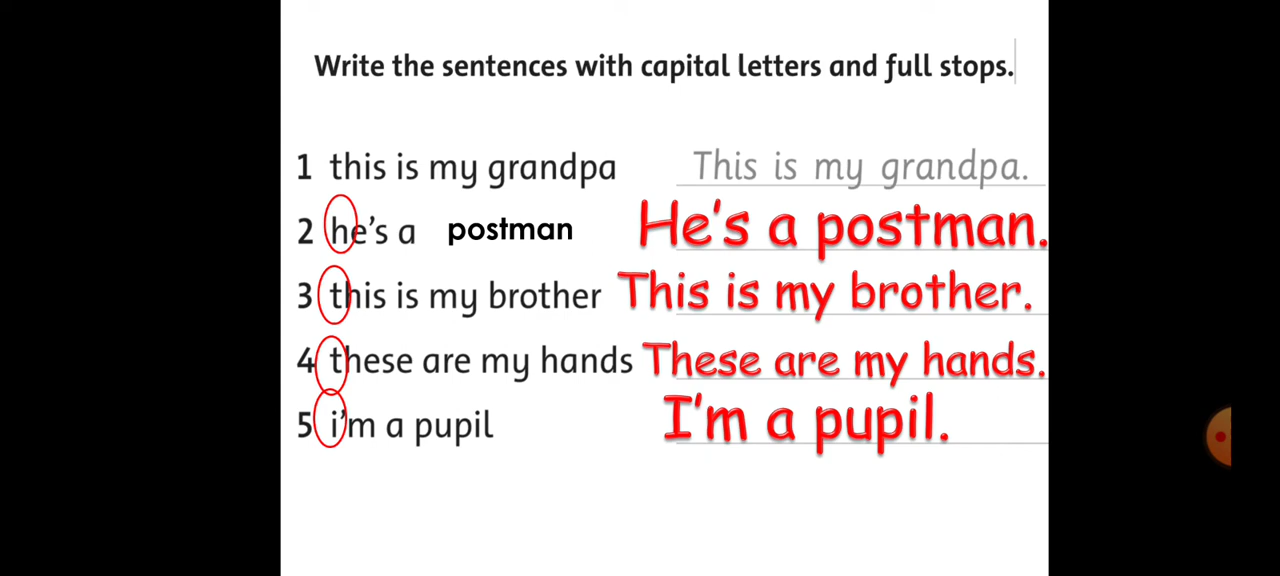 Write the sentences with capital letters and full stops.
1 this is my grandpa This is my grandpa.
2 he's a postman He's a postman.
3 this is my brother This is my brother.
4 these are my hands These are my hands.
5 i'm a pupil I'm a pupil.